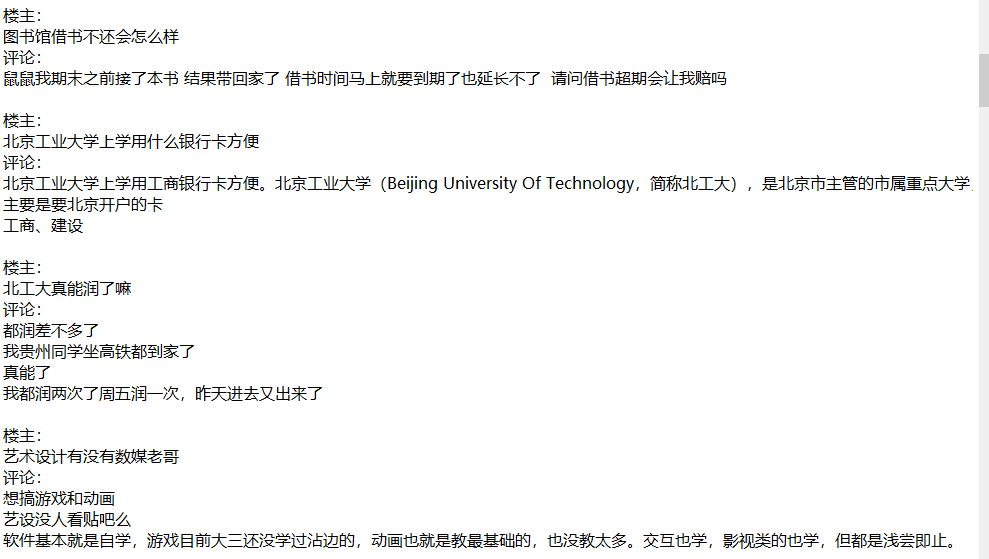 楼主：
图书馆借书不还会怎么样
评论：
鼠鼠我期末之前接了本书 结果带回家了 借书时间马上就要到期了也延长不了 请问借书超期会让我赔吗
楼主：
北京工业大学上学用什么银行卡方便
评论：
北京工业大学上学用工商银行卡方便。北京工业大学（Beijing University Of Technology，简称北工大），是北京市主管的市属重点大学，
主要是要北京开户的卡
工商、建设
楼主：
北工大真能润了嘛
评论：
都润差不多了
我贵州同学坐高铁都到家了
真能了
我都润两次了周五润一次，昨天进去又出来了
楼主：
艺术设计有没有数媒老哥
评论：
想搞游戏和动画
艺设没人看贴吧么
软件基本就是自学，游戏目前大三还没学过沾边的，动画也就是教最基础的，也没教太多。交互也学，影视类的也学，但都是浅尝即止。